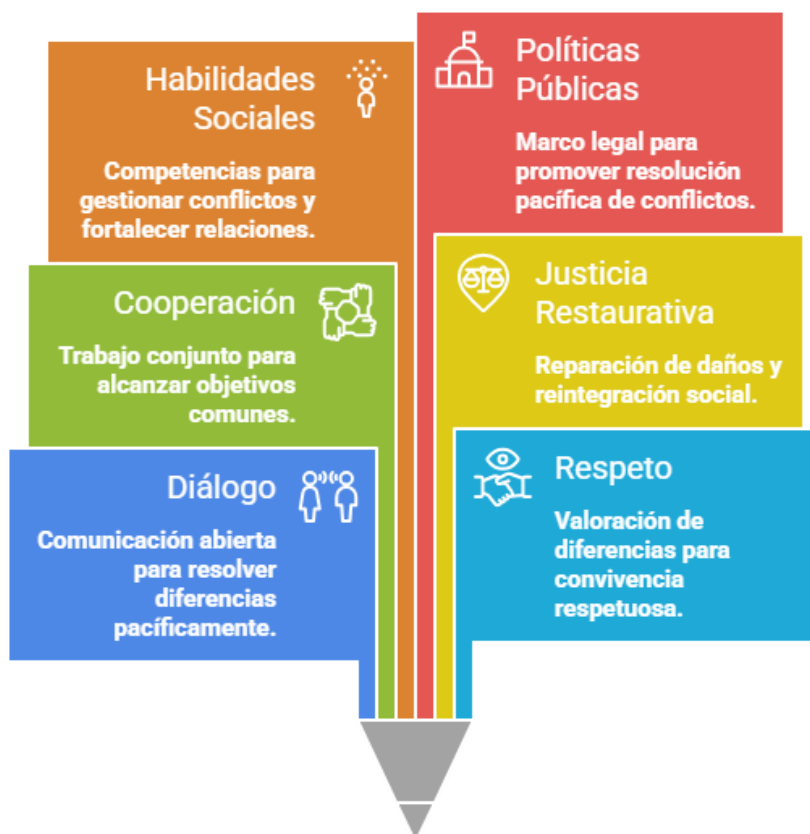 Habilidades
Sociales
Competencias para
gestionar conflictos y
fortalecer relaciones.
Políticas
Públicas
Marco legal para
promover resolución
pacífica de conflictos.
Cooperación
Trabajo conjunto para
alcanzar objetivos
comunes.
Justicia
Restaurativa
Reparación de daños y
reintegración social.
Diálogo
Comunicación abierta
para resolver
diferencias
pacíficamente.
Respeto
Valoración de
diferencias para
convivencia
respetuosa.